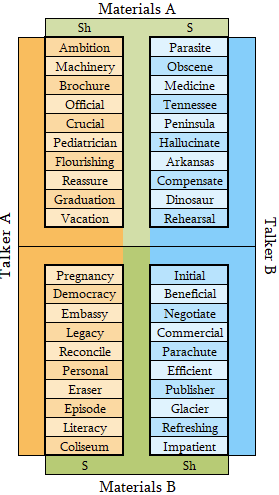 Materials A
Sh S
Ambition Parasite
Machinery Obscene
Brochure Medicine
Official Tennessee
Crucial Peninsula
Pediatrician Hallucinate
Flourishing Arkansas
Reassure Compensate
Graduation Dinosaur
Vacation Rehearsal
Talker A
Talker B
Pregnancy Initial
Democracy Beneficial
Embassy Negotiate
Legacy Commercial
Reconcile Parachute
Personal Efficient
Eraser Publisher
Episode Glacier
Literacy Refreshing
Coliseum Impatient
S Sh
Materials B